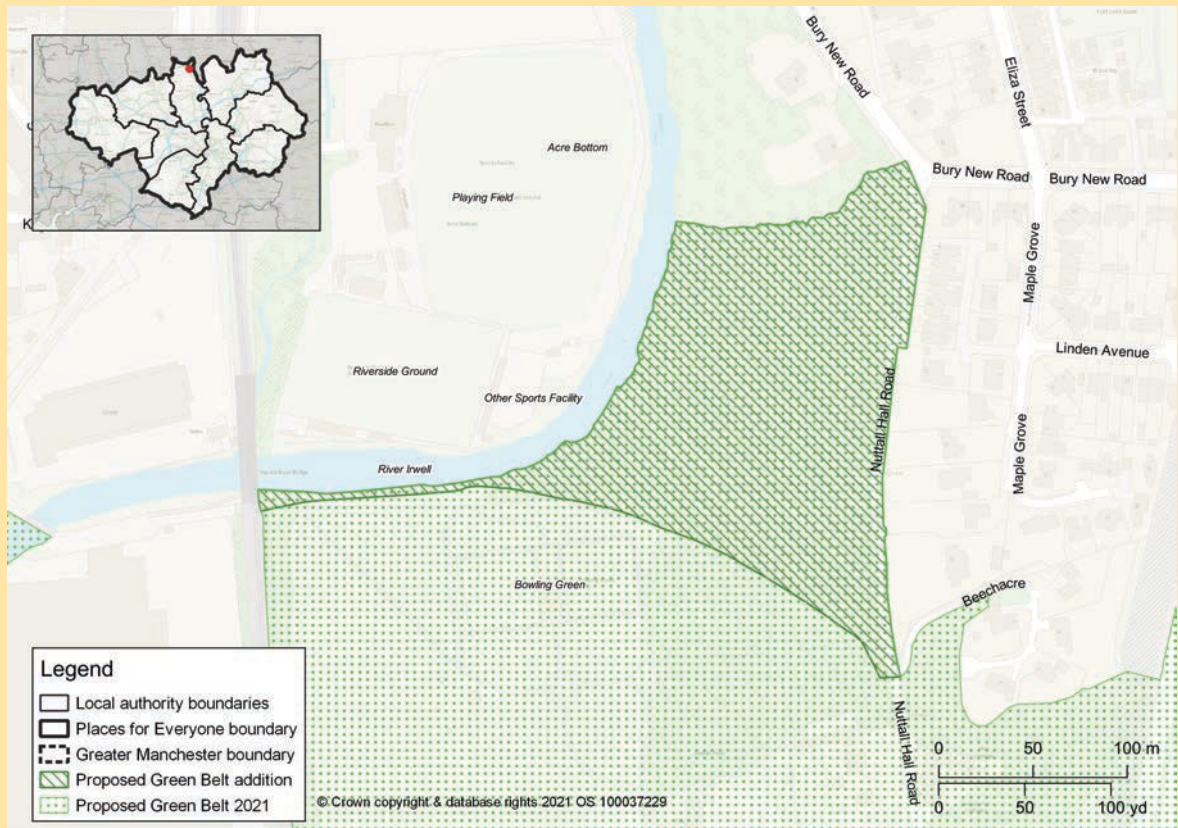 Bury New Road
Eliza Street
Acre Bottom
Bury New Road
Bury New Road
Playing Field
Maple Grove
Linden Avenue
Riverside Ground
Nuttall Hall Road
Other Sports Facility
River Irwell
Maple Grove
Bowling Green
Beechacre
Nuttall Hall Road
Legend
Local authority boundaries
Places for Everyone boundary
Greater Manchester boundary
Proposed Green Belt addition
Proposed Green Belt 2021
© Crown copyright & database rights 2021 OS 100037229
0 50 100 m
0 50 100 yd